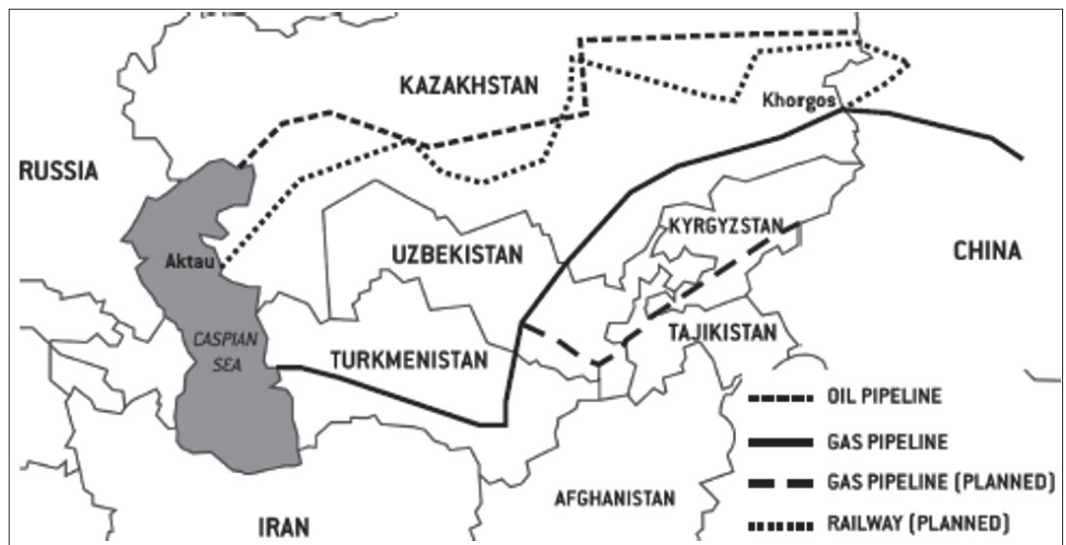 KAZAKHSTAN
Khorgos
RUSSIA
KYRGYZSTAN
UZBEKISTAN
CHINA
Aktau
CASPIAN
SEA
TURKMENISTAN
TAJIKISTAN
OIL PIPELINE
GAS PIPELINE
GAS PIPELINE (PLANNED)
AFGHANISTAN
IRAN
RAILWAY (PLANNED)